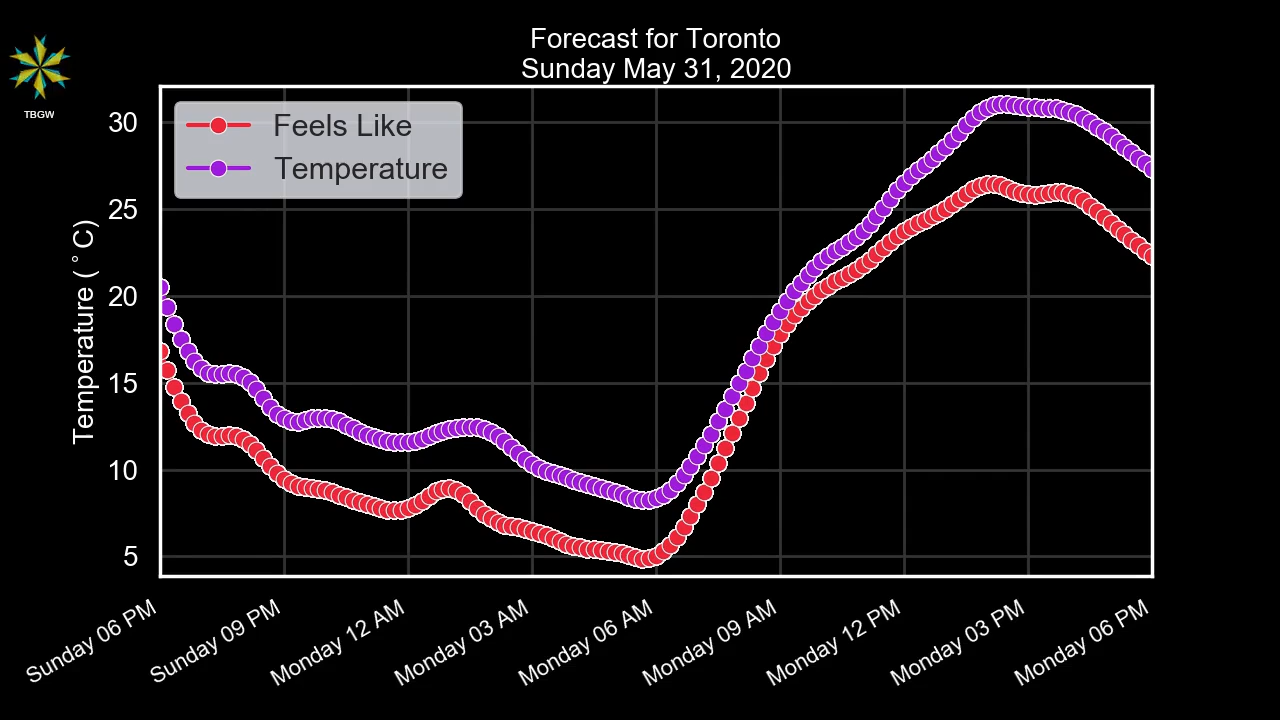 Forecast for Toronto
Sunday May 31, 2020
TBGW
Feels Like
Temperature
Temperature (°C)
30
25
20
15
10
5
Sunday 06 PM
Sunday 09 PM
Monday 12 AM
Monday 03 AM
Monday 06 AM
Monday 09 AM
Monday 12 PM
Monday 03 PM
Monday 06 PM